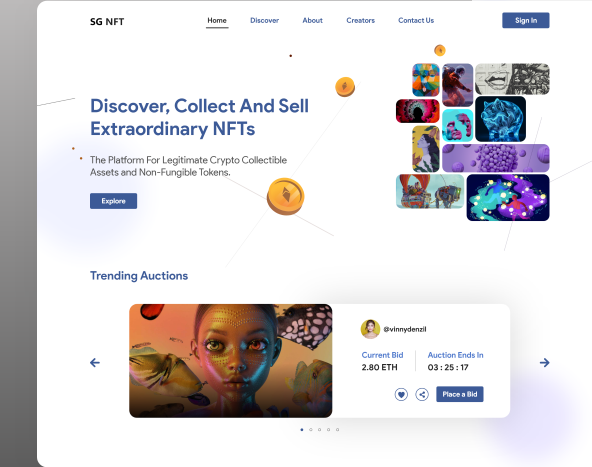 SG NFT
Home
Discover
About
Creators
Contact Us
Sign In
Discover, Collect And Sell
Extraordinary NFTs
The Platform For Legitimate Crypto Collectible
Assets and Non-Fungible Tokens.
Explore
Trending Auctions
@vinnydenzil
Current Bid
Auction Ends In
2.80 ETH
03 : 25 : 17
Place a Bid